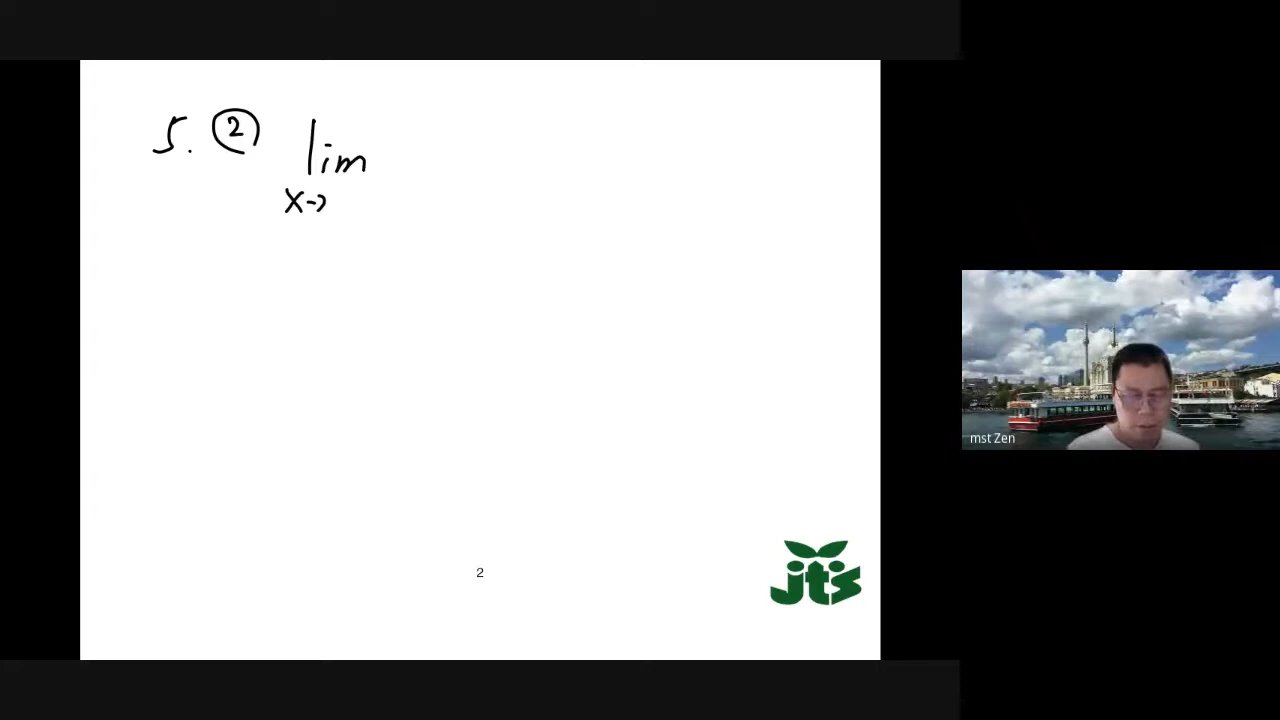 5. ② lim
x→
mst Zen
2
jts